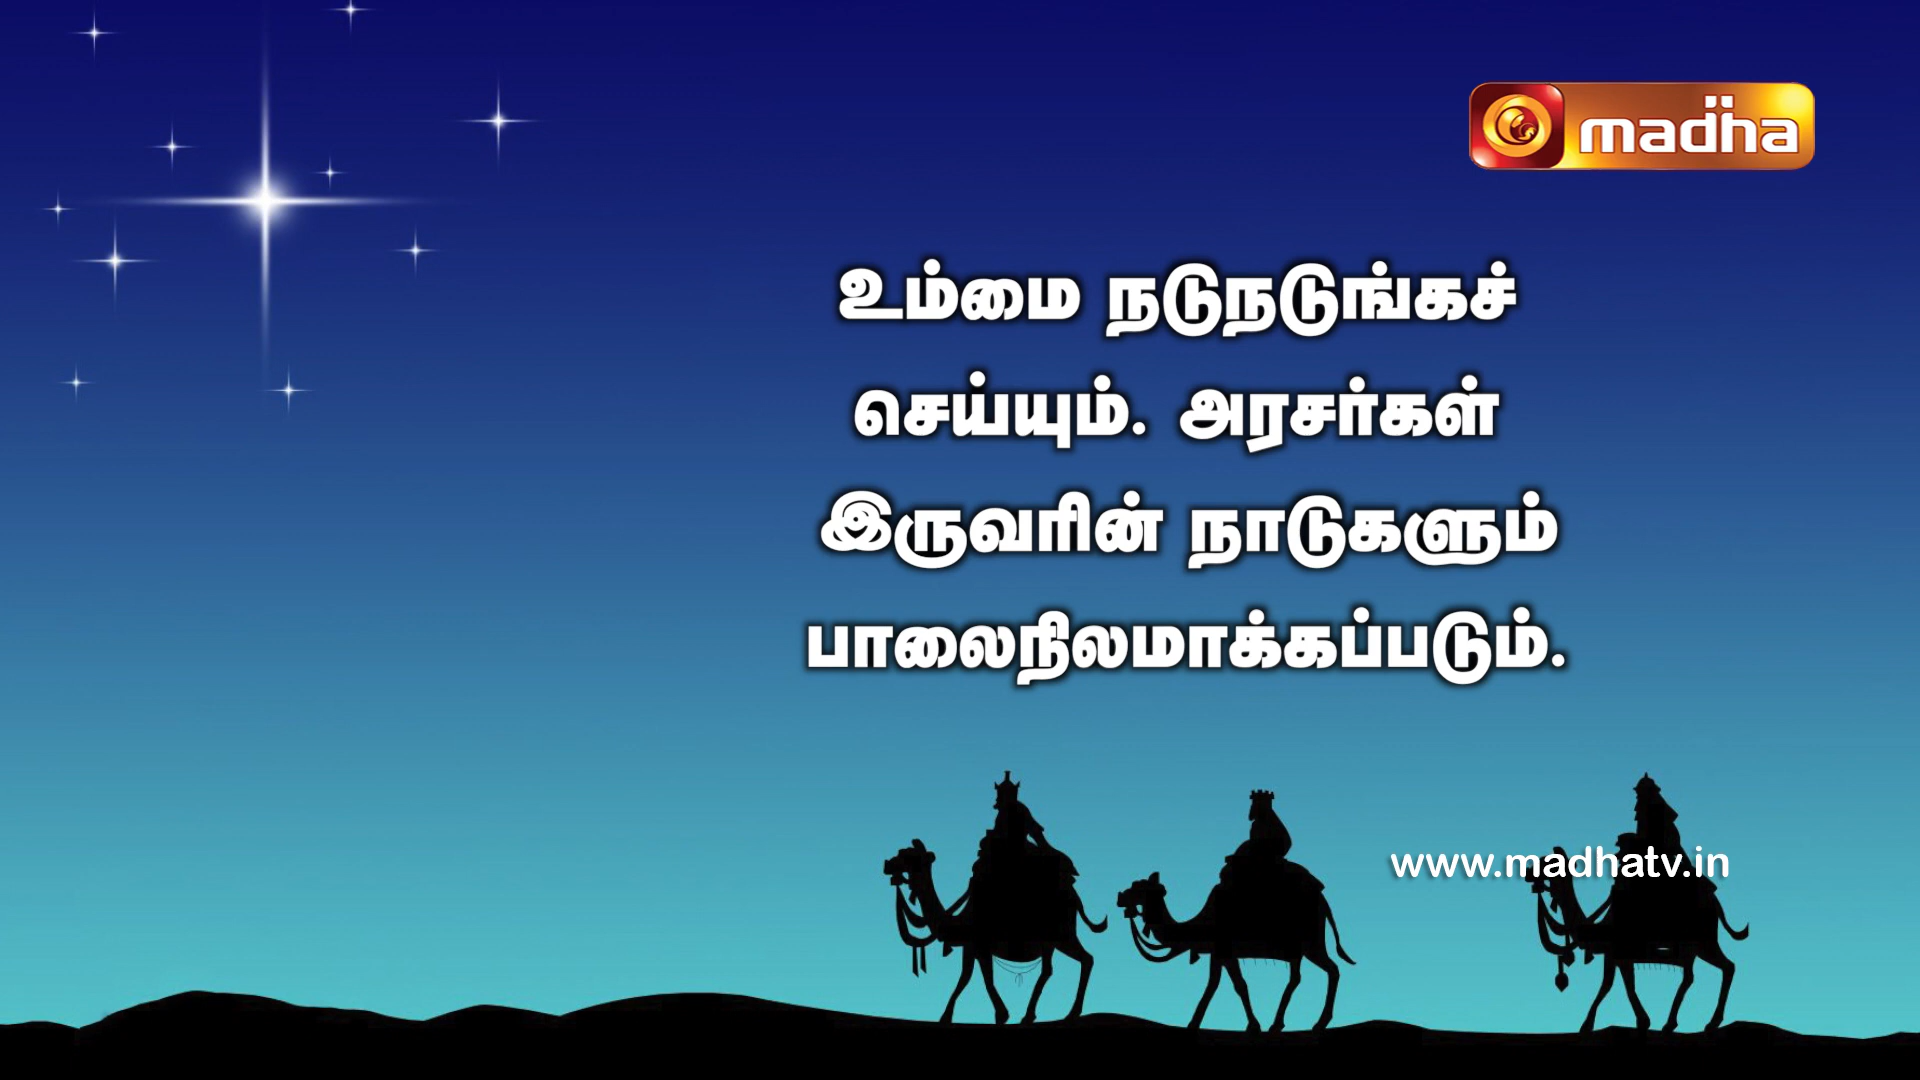 madha
உம்மை நடுநடுங்கச்
செய்யும். அரசர்கள்
இருவரின் நாடுகளும்
பாலைநிலமாக்கப்படும்.
www.madhatv.in